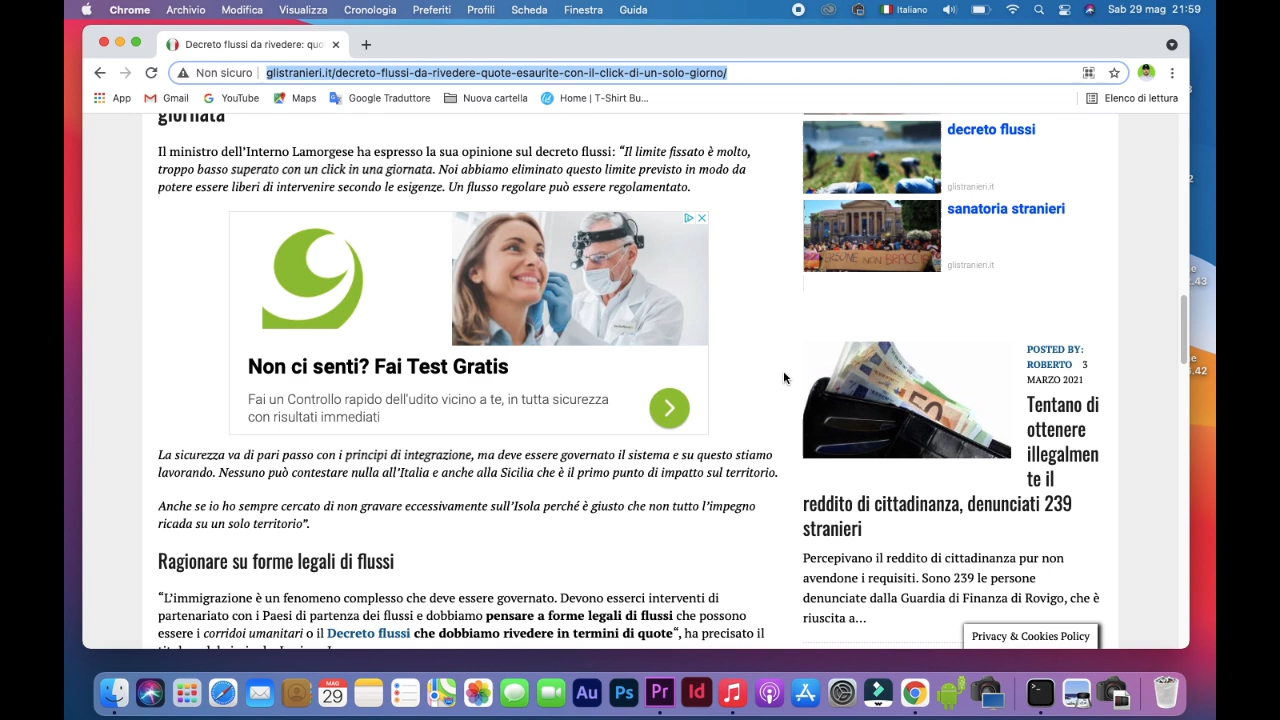 Chrome Archivio Modifica Visualizza Cronologia Preferiti Profili Scheda Finestra Guida Italiano Sab 29 mag 21:59
Decreto flussi da rivedere: quo
Non sicuro glistranieri.it/decreto-flussi-da-rivedere-quote-esaurite-con-il-click-di-un-solo-giorno/
App Gmail YouTube Maps Google Traduttore Nuova cartella Home | T-Shirt Bu... Elenco di lettura
giornata
Il ministro dell’Interno Lamorgese ha espresso la sua opinione sul decreto flussi: “Il limite fissato è molto,
troppo basso superato con un click in una giornata. Noi abbiamo eliminato questo limite previsto in modo da
potere essere liberi di intervenire secondo le esigenze. Un flusso regolare può essere regolamentato.
Non ci senti? Fai Test Gratis
Fai un Controllo rapido dell'udito vicino a te, in tutta sicurezza
con risultati immediati
La sicurezza va di pari passo con i principi di integrazione, ma deve essere governato il sistema e su questo stiamo
lavorando. Nessuno può contestare nulla all’Italia e anche alla Sicilia che è il primo punto di impatto sul territorio.
Anche se io ho sempre cercato di non gravare eccessivamente sull’Isola perché è giusto che non tutto l’impegno
ricada su un solo territorio”.
Ragionare su forme legali di flussi
“L’immigrazione è un fenomeno complesso che deve essere governato. Devono esserci interventi di
partenariato con i Paesi di partenza dei flussi e dobbiamo pensare a forme legali di flussi che possono
essere i corridoi umanitari o il Decreto flussi che dobbiamo rivedere in termini di quote“, ha precisato il
decreto flussi
glistranieri.it
sanatoria stranieri
glistranieri.it
POSTED BY:
ROBERTO 3
MARZO 2021
Tentano di
ottenere
illegalmen
te il
reddito di cittadinanza, denunciati 239
stranieri
Percepivano il reddito di cittadinanza pur non
avendone i requisiti. Sono 239 le persone
denunciate dalla Guardia di Finanza di Rovigo, che è
riuscita a…
Privacy & Cookies Policy
MAG
29
Au Ps Pr Id